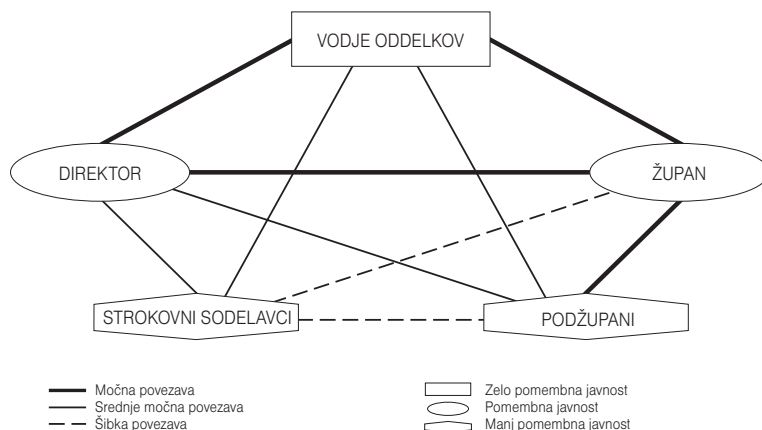 VODJE ODDELKOV
DIREKTOR
ŽUPAN
STROKOVNI SODELAVCI
PODŽUPANI
Močna povezava
Srednje močna povezava
Šibka povezava
Zelo pomembna javnost
Pomembna javnost
Manj pomembna javnost